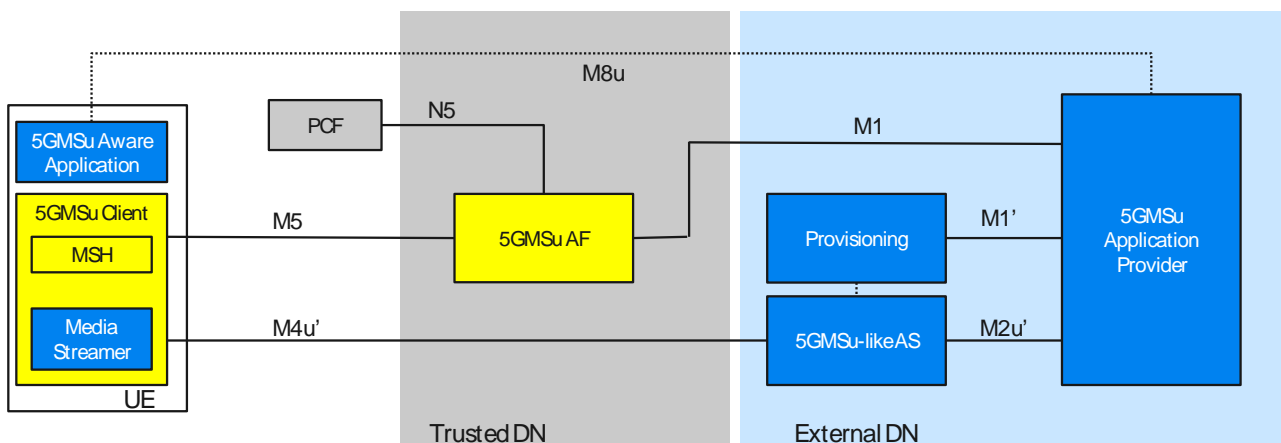 M8u
PCF
N5
M1
5GMSu Aware
Application
5GMSu Client
MSH
Media
Streamer
UE
M5
5GMSu AF
Provisioning
M1’
5GMSu
Application
Provider
M4u’
5GMSu-like AS
M2u’
Trusted DN
External DN